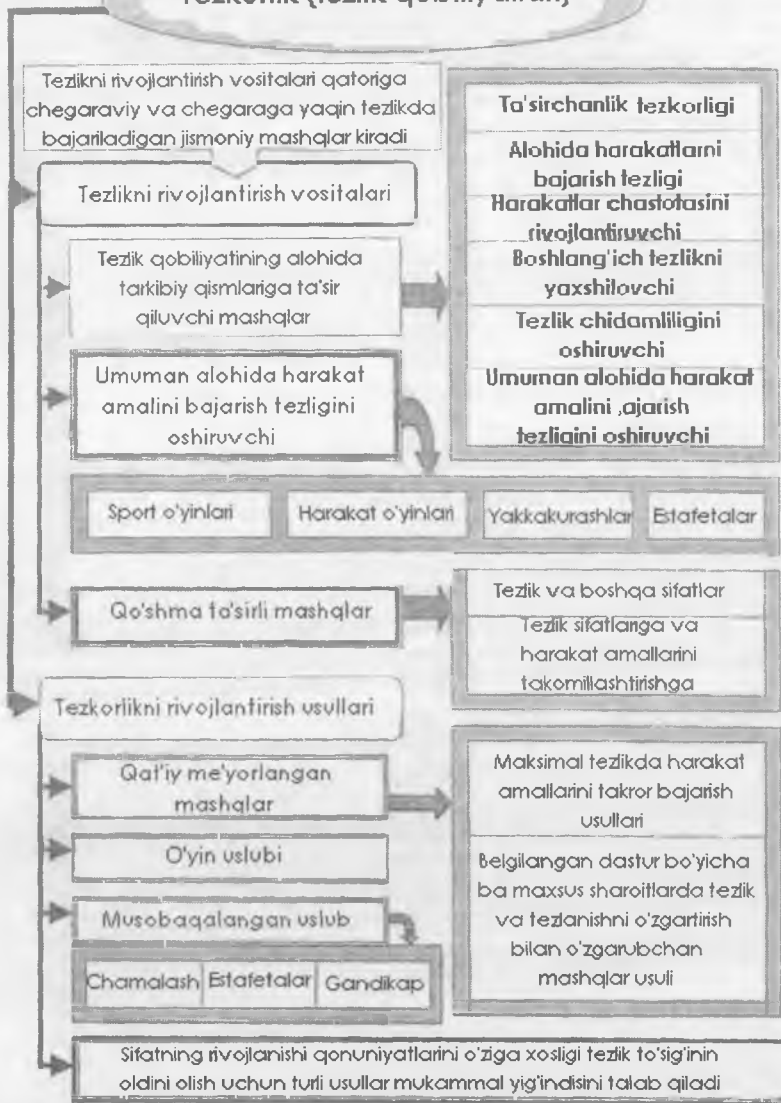 Tezlikni rivojlantirish vositalari qatoriga
chegaraviy va chegaraga yaqin tezlikda
bajariladigan jismoniy mashqlar kiradi
Tezlikni rivojlantirish vositalari
Tezlik qobiliyatining alohida
tarkibiy qismlariga ta'sir
qiluvchi mashqlar
Ta'sirchanlik tezkorligi
Alohida harakatlarni
bajarish tezligi
Harakatlar chastotasini
rivojlantiruvchi
Boshlang'ich tezlikni
yaxshilovchi
Tezlik chidamliligini
oshiruvchi
Umuman alohida harakat
amalini ,ajarish
tezligini oshiruvchi
Umuman alohida harakat
amalini bajarish tezligini
oshiruvchi
Sport o'yinlari
Harakat o'yinlari
Yakkakurashlar
Estafetalar
Qo'shma ta'sirli mashqlar
Tezlik va boshqa sifatlar
Tezlik sifatlariga va
harakat amallarini
takomillashtirishga
Tezkorlikni rivojlantirish usullari
Qat'iy me'yorlangan
mashqlar
Maksimal tezlikda harakat
amallarini takror bajarish
usullari
Belgilangan dastur bo'yicha
ba maxsus sharoitlarda tezlik
va tezlanishni o'zgartirish
bilan o'zgarubchan
mashqlar usuli
O'yin uslubi
Musobaqalangan uslub
Chamalash
Estafetalar
Gandikap
Sifatning rivojlanishi qonuniyatlarini o'ziga xosligi tezlik to'sig'inin
oldini olish uchun turli usullar mukammal yig'indisini talab qiladi